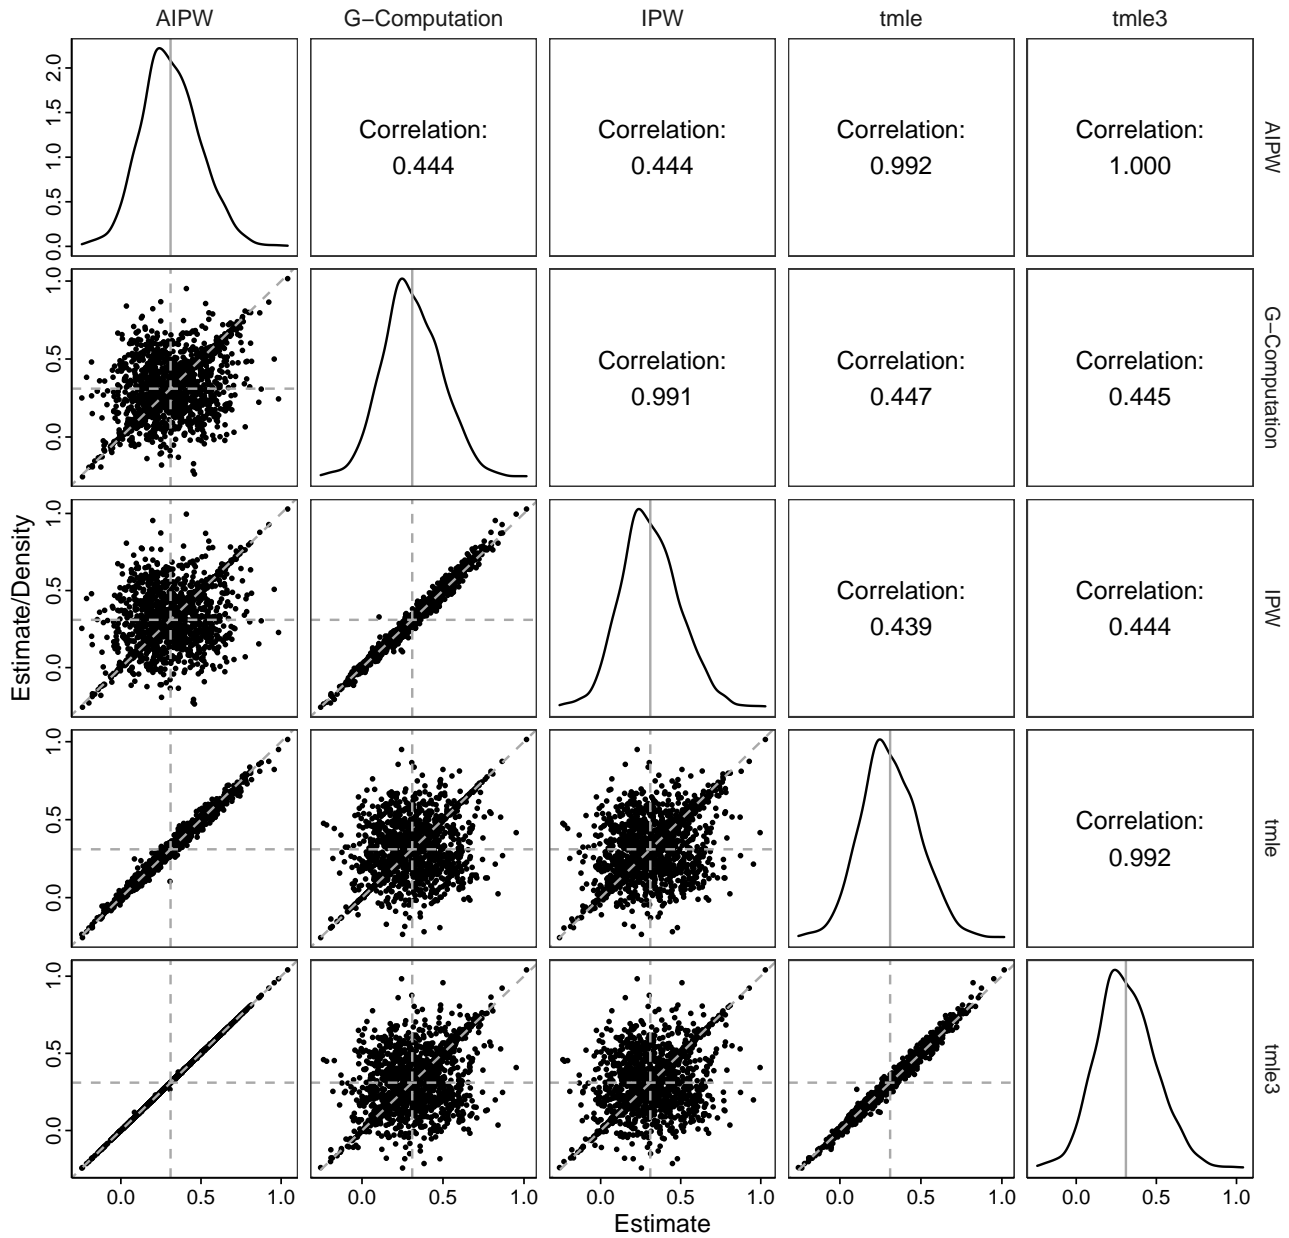 AIPW G−Computation IPW tmle tmle3
2.0
1.5
1.0
0.5
0.0
Correlation:
0.444
Correlation:
0.444
Correlation:
0.992
Correlation:
1.000
AIPW
1.0
0.5
0.0
Correlation:
0.991
Correlation:
0.447
Correlation:
0.445
G−Computation
Estimate/Density
1.0
0.5
0.0
Correlation:
0.439
Correlation:
0.444
IPW
1.0
0.5
0.0
Correlation:
0.992
tmle
1.0
0.5
0.0
tmle3
0.0 0.5 1.0 0.0 0.5 1.0 0.0 0.5 1.0 0.0 0.5 1.0 0.0 0.5 1.0
Estimate